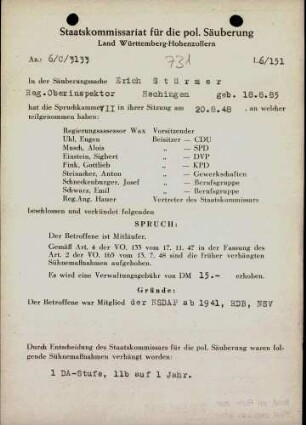 Staatskommissariat für die pol. Säuberung
Land Württemberg-Hohenzollern
Az.: 6/C/3133 731 L6/151
In der Säuberungssache Erich Stürmer
Reg.Oberinspektor Hechingen geb. 18.8.85
hat die Spruchkammer VII in ihrer Sitzung am 20.8.48, an welcher
teilgenommen haben:
Regierungsassessor Wax Vorsitzender
Uhl, Eugen Beisitzer — CDU
Musch, Alois » — SPD
Einstein, Sighert » — DVP
Fink, Gottlieb » — KPD
Steinacker, Anton » — Gewerkschaften
Schneckenburger, Josef » — Berufsgruppe
Schwarz, Emil » — Berufsgruppe
Reg.Ang. Hauer Vertreter des Staatskommissars
beschlossen und verkündet folgenden
SPRUCH:
Der Betroffene ist Mitläufer.
Gemäß Art. 4 der VO. 133 vom 17. 11. 47 in der Fassung des
Art. 2 der VO. 165 vom 13. 7. 48 sind die früher verhängten
Sühnemaßnahmen aufgehoben.
Es wird eine Verwaltungsgebühr von DM 15.- erhoben.
Gründe:
Der Betroffene war Mitglied der NSDAP ab 1941, RDB, NSV
Durch Entscheidung des Staatskommissars für die pol. Säuberung waren fol-
gende Sühnemaßnahmen verhängt worden:
1 DA-Stufe, 11b auf 1 Jahr.